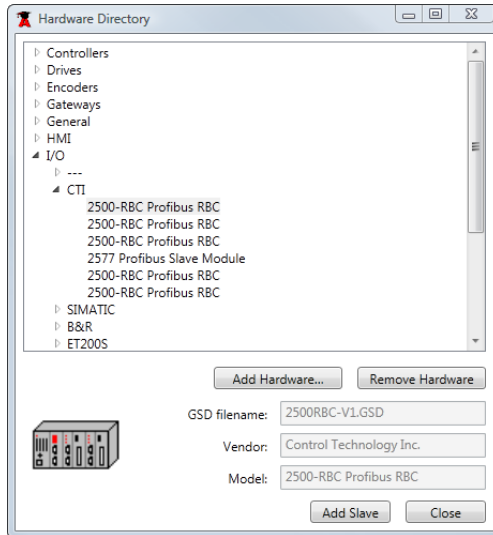 Hardware Directory
Controllers
Drives
Encoders
Gateways
General
HMI
I/O
---
CTI
2500-RBC Profibus RBC
2500-RBC Profibus RBC
2500-RBC Profibus RBC
2577 Profibus Slave Module
2500-RBC Profibus RBC
2500-RBC Profibus RBC
SIMATIC
B&R
ET200S
Add Hardware... Remove Hardware
GSD filename: 2500RBC-V1.GSD
Vendor: Control Technology Inc.
Model: 2500-RBC Profibus RBC
Add Slave Close